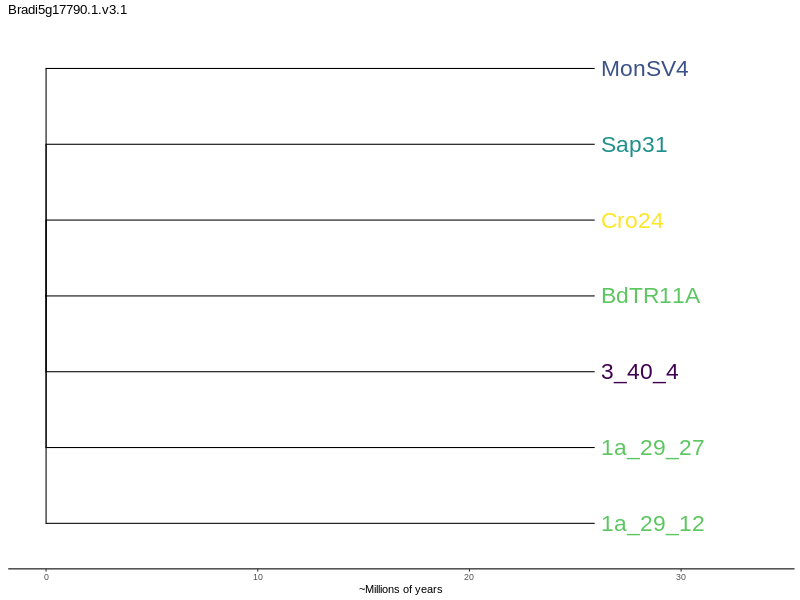 Bradi5g17790.1.v3.1
MonSV4
Sap31
Cro24
BdTR11A
3_40_4
1a_29_27
1a_29_12
0 10 20 30
~Millions of years